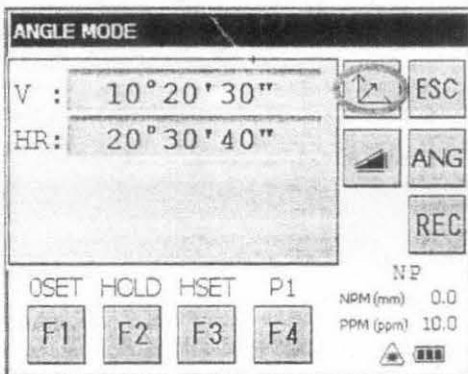 ANGLE MODE
V : 10°20'30"
HR: 20°30'40"
ESC
ANG
REC
0SET HOLD HSET P1
F1 F2 F3 F4
NP
NPM (mm) 0.0
PPM (ppm) 10.0